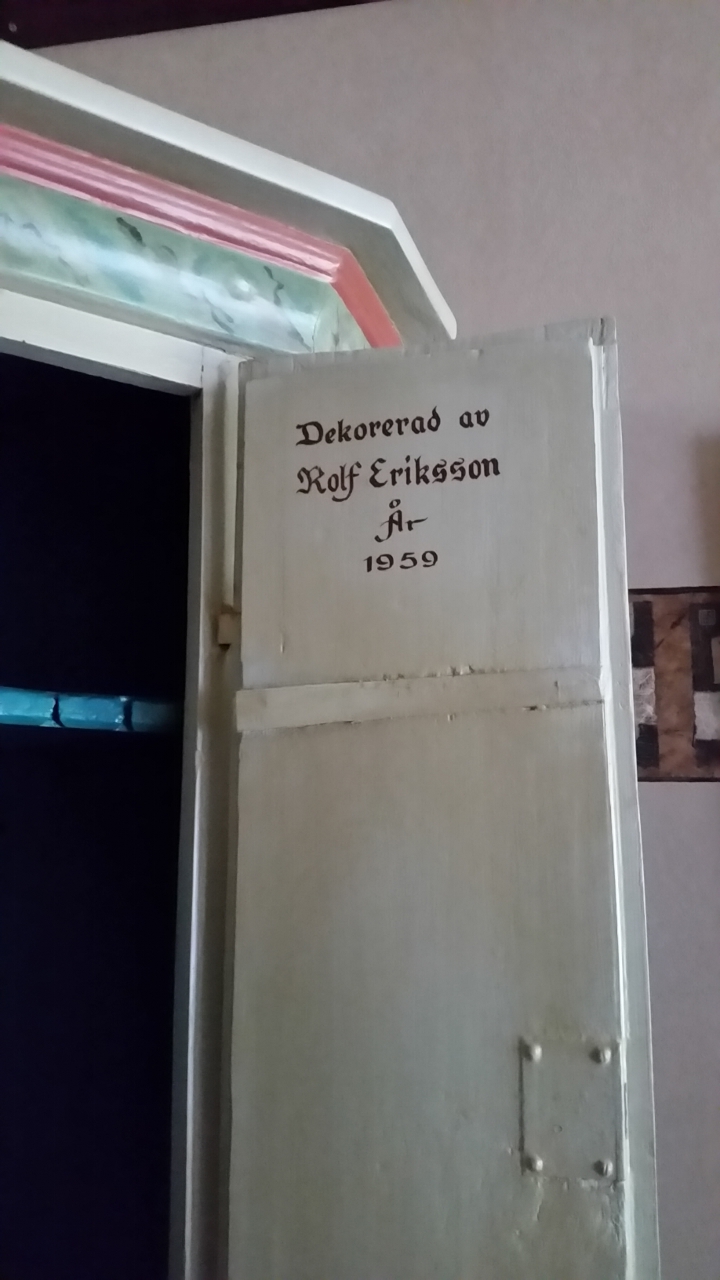 Dekorerad av
Rolf Eriksson
År
1959